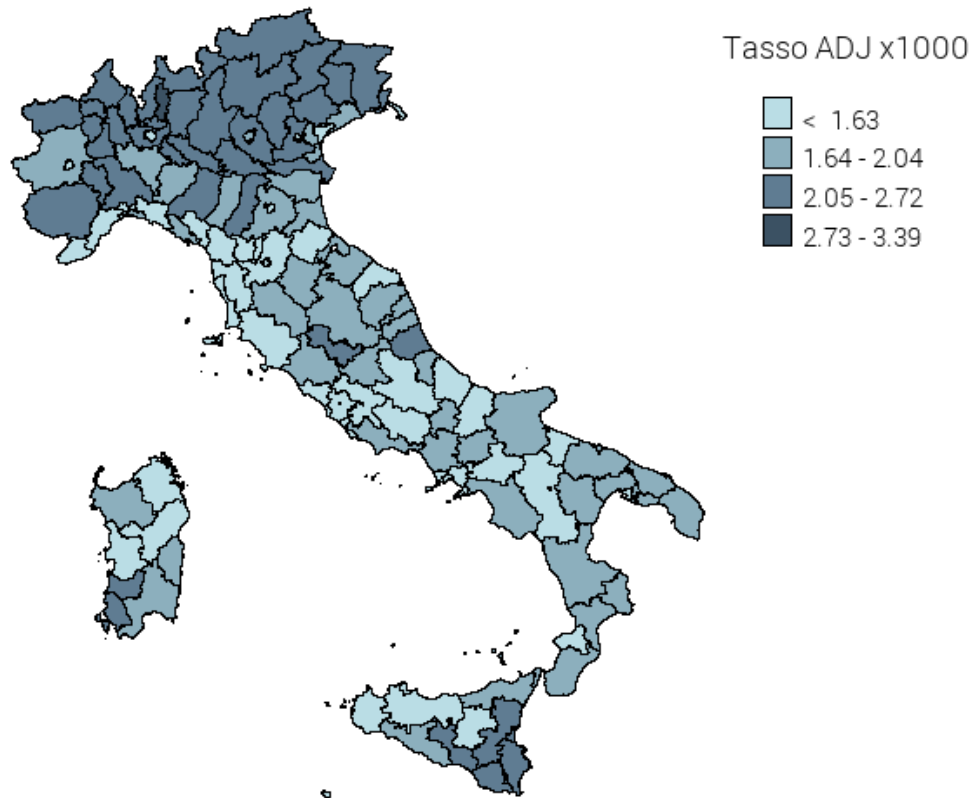 Tasso ADJ x1000
< 1.63
1.64 - 2.04
2.05 - 2.72
2.73 - 3.39